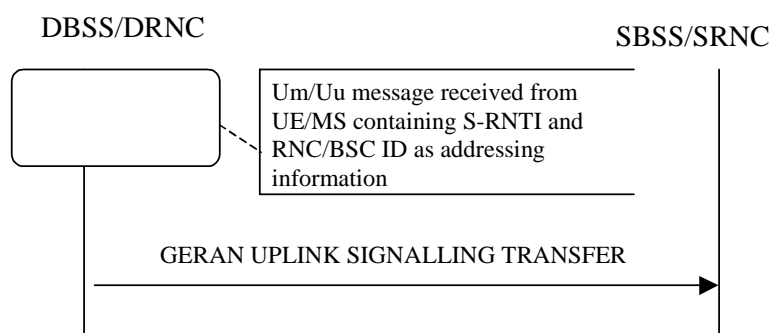 DBSS/DRNC
SBSS/SRNC
Um/Uu message received from
UE/MS containing S-RNTI and
RNC/BSC ID as addressing
information
GERAN UPLINK SIGNALLING TRANSFER